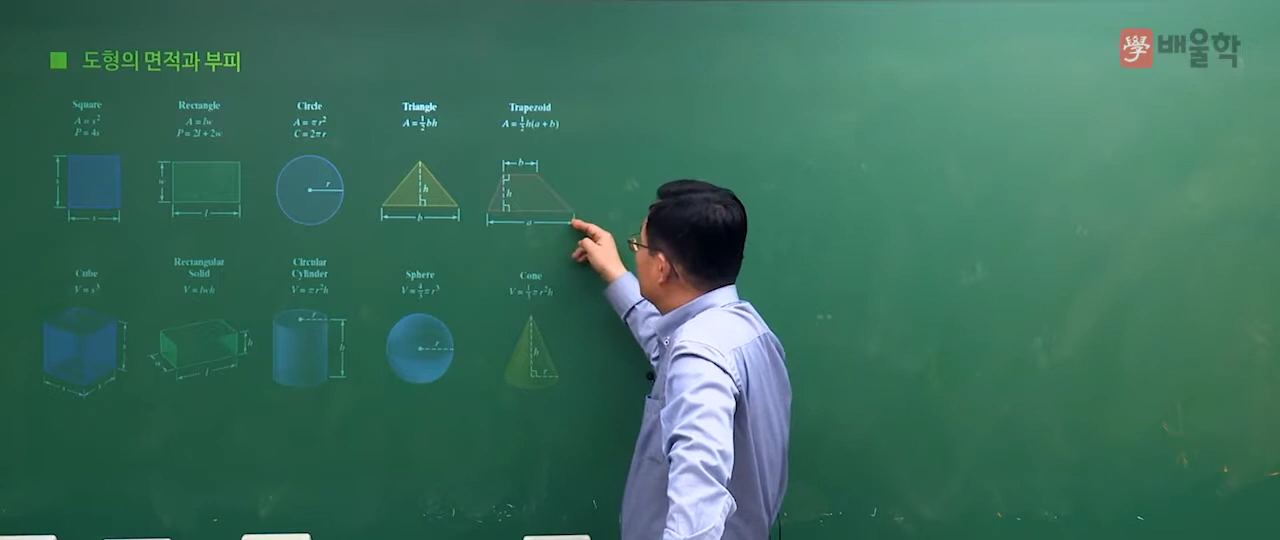 ■ 도형의 면적과 부피
學 배울학
Square
A = s²
P = 4s
s
s
Rectangle
A = lw
P = 2l + 2w
w
l
Circle
A = πr²
C = 2πr
r
Triangle
A = ½bh
h
b
Trapezoid
A = ½h(a + b)
b
h
a
Cube
V = s³
s
s
s
Rectangular
Solid
V = lwh
h
w
l
Circular
Cylinder
V = πr²h
r
h
Sphere
V = 4/3 πr³
r
Cone
V = ⅓πr²h
h
r